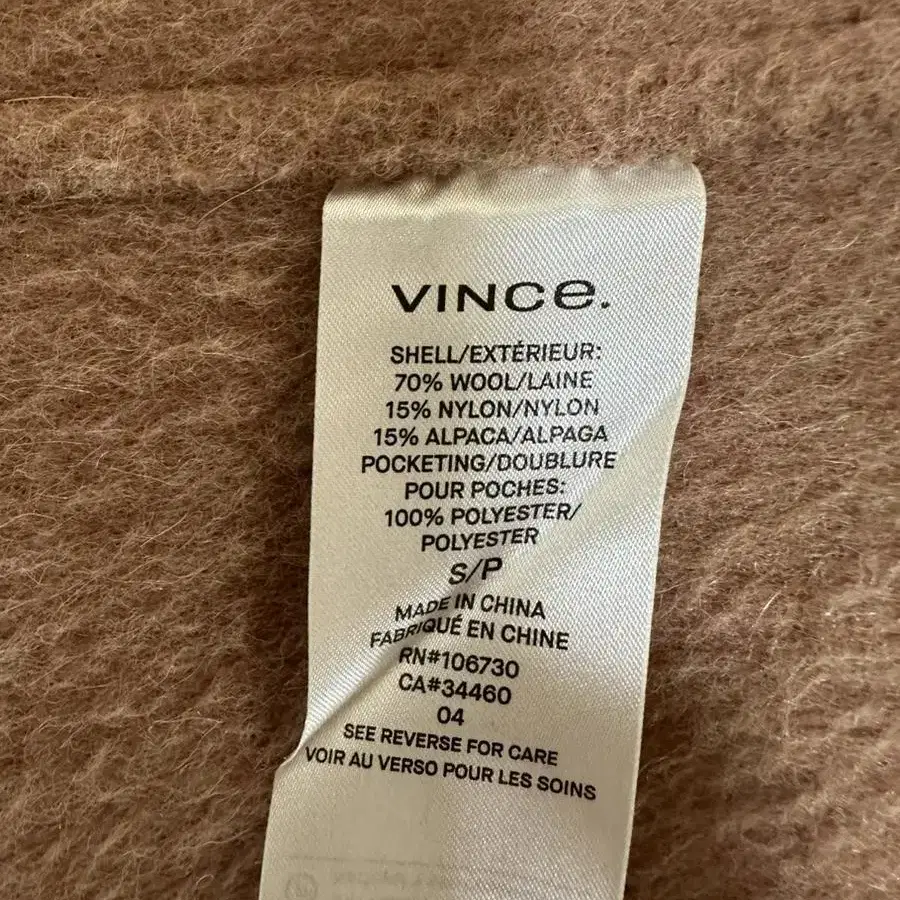 VINCe.
SHELL/EXTÉRIEUR:
70% WOOL/LAINE
15% NYLON/NYLON
15% ALPACA/ALPAGA
POCKETING/DOUBLURE
POUR POCHES:
100% POLYESTER/
POLYESTER
S/P
MADE IN CHINA
FABRIQUÉ EN CHINE
RN#106730
CA#34460
04
SEE REVERSE FOR CARE
VOIR AU VERSO POUR LES SOINS